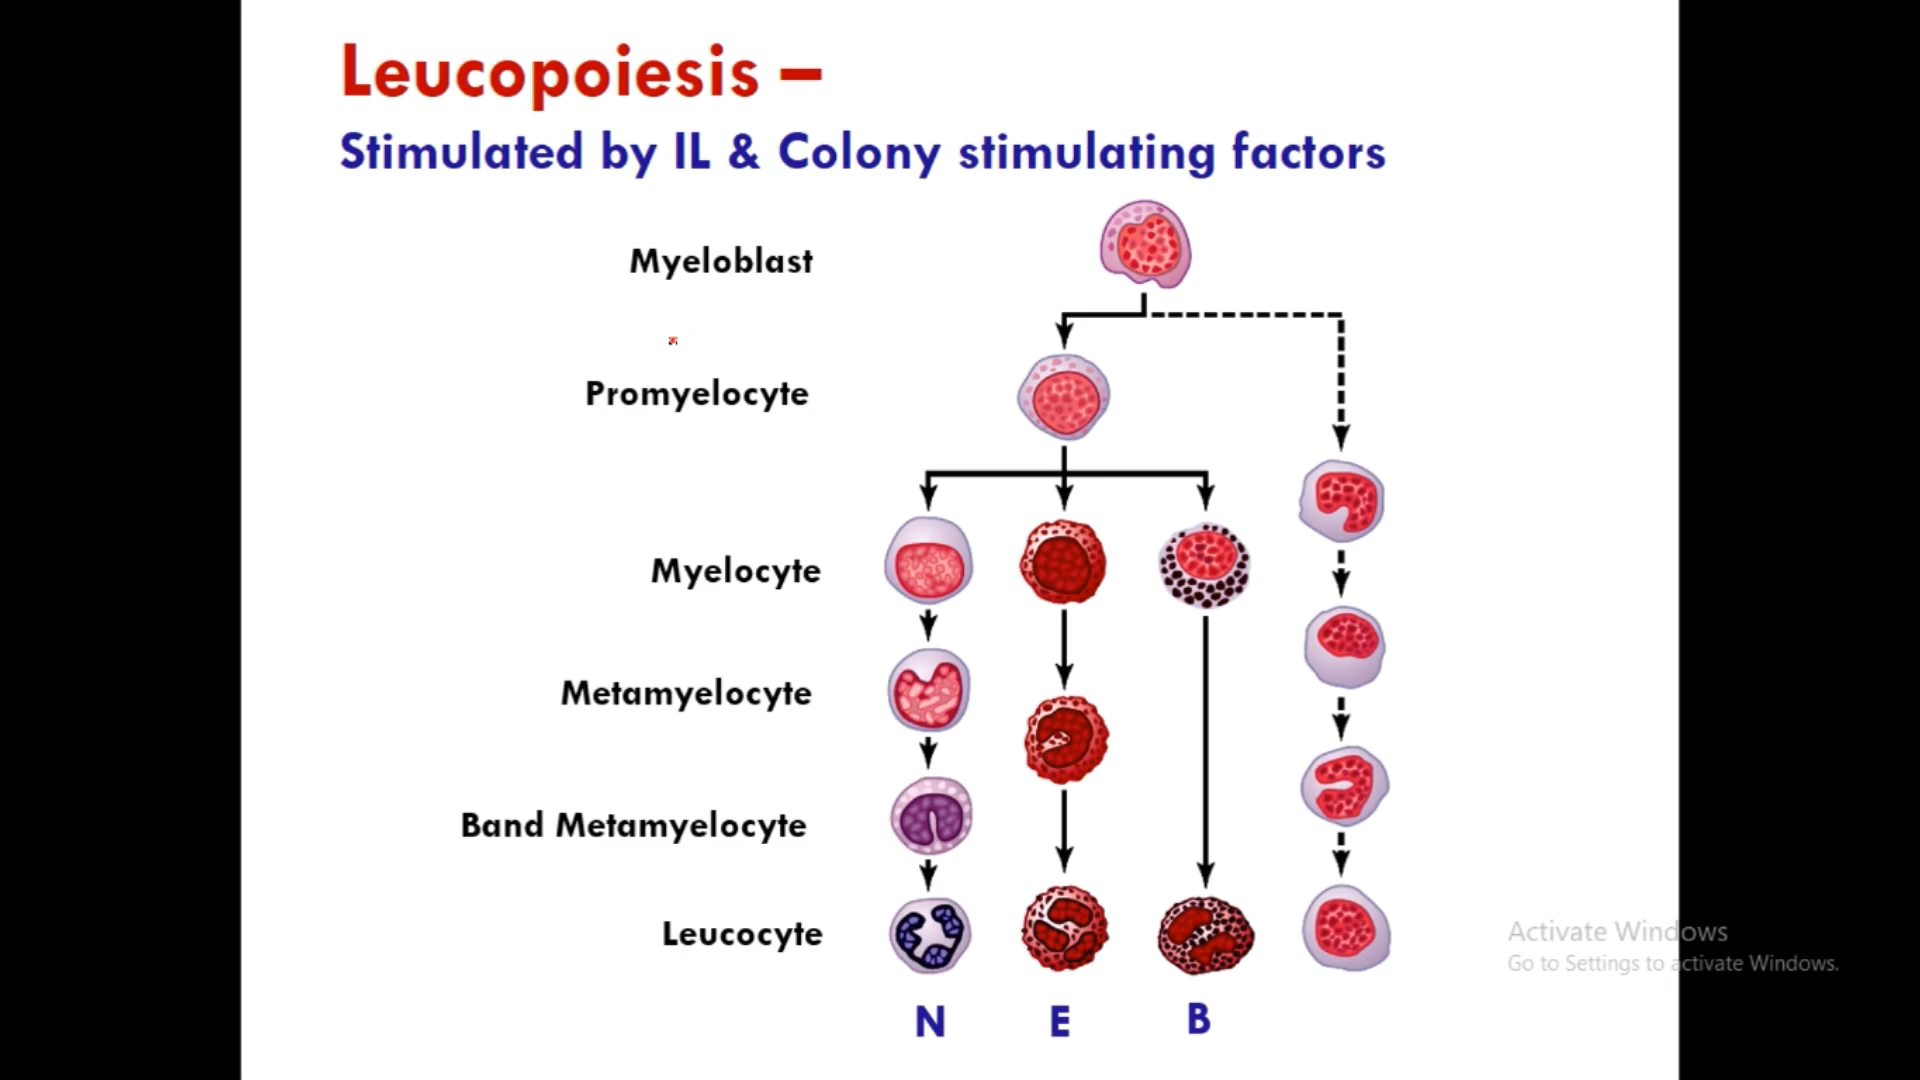 Leucopoiesis –
Stimulated by IL & Colony stimulating factors
Myeloblast
Promyelocyte
Myelocyte
Metamyelocyte
Band Metamyelocyte
Leucocyte
N E B
Activate Windows
Go to Settings to activate Windows.